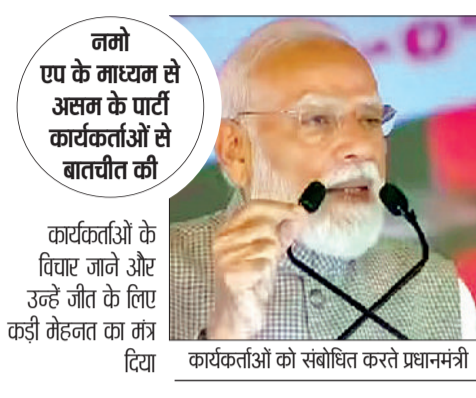 नमो
एप के माध्यम से
असम के पार्टी
कार्यकर्ताओं से
बातचीत की
कार्यकर्ताओं के
विचार जाने और
उन्हें जीत के लिए
कड़ी मेहनत का मंत्र
दिया
कार्यकर्ताओं को संबोधित करते प्रधानमंत्री